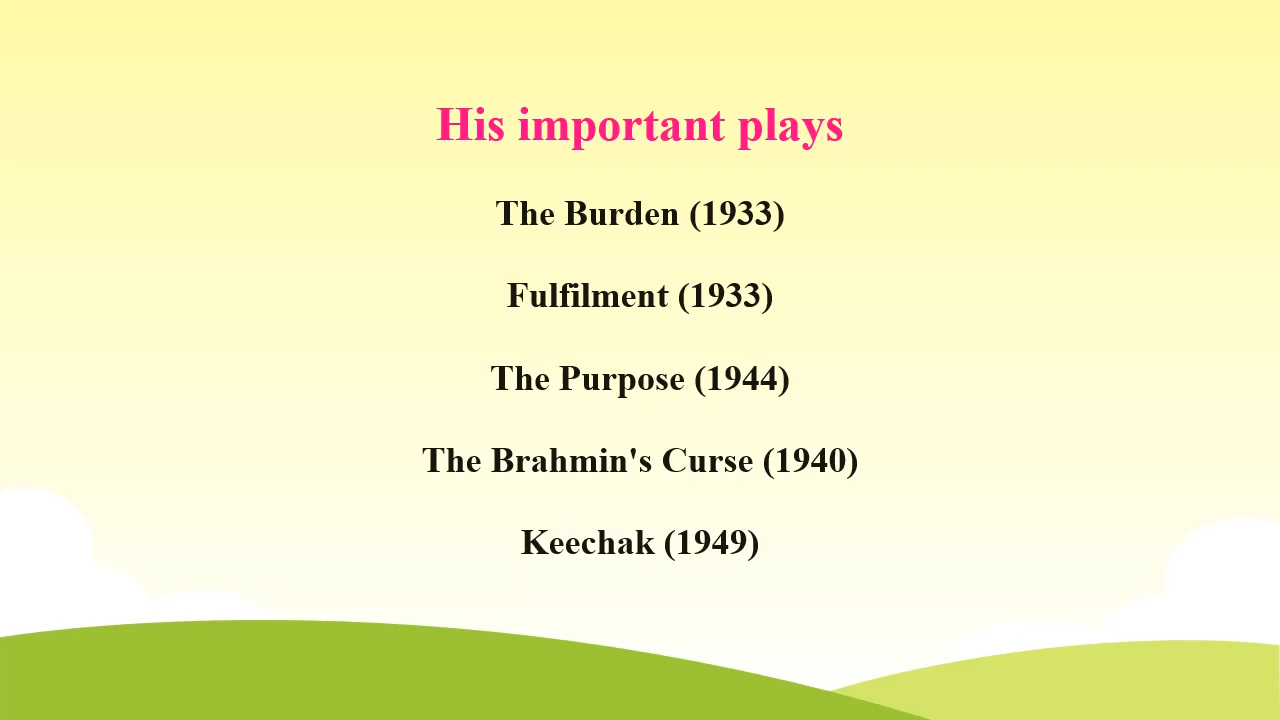 His important plays
The Burden (1933)
Fulfilment (1933)
The Purpose (1944)
The Brahmin's Curse (1940)
Keechak (1949)